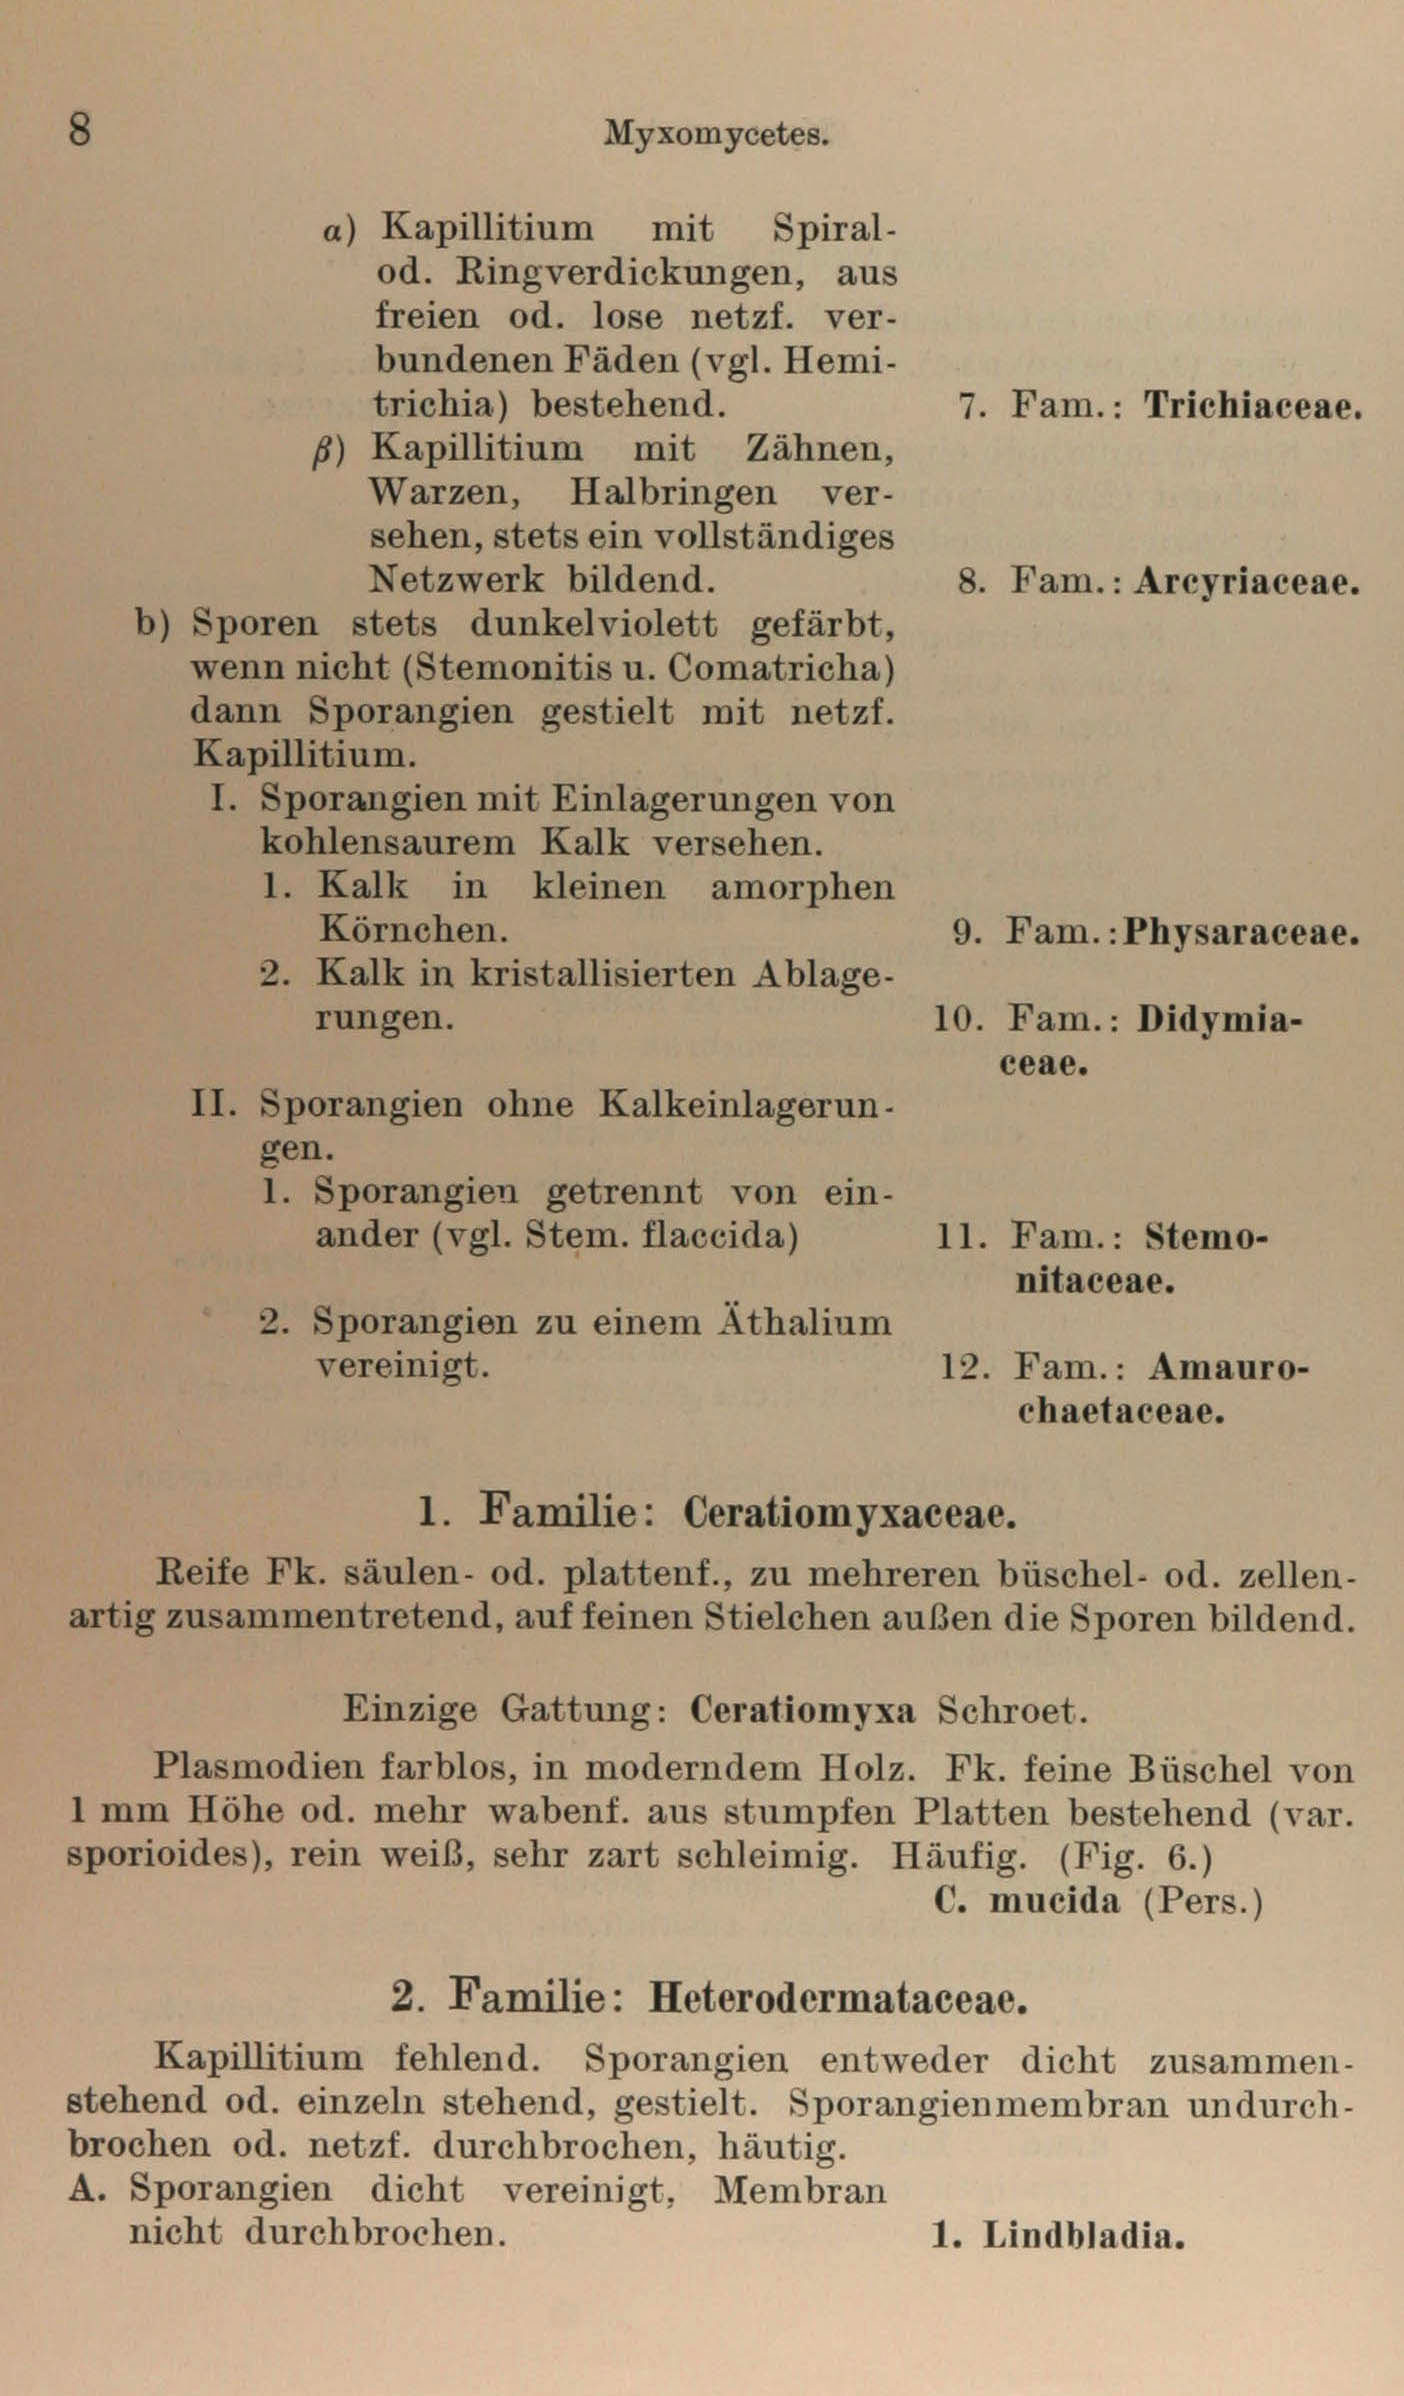 8 Myxomycetes.
α) Kapillitium mit Spiral-
od. Ringverdickungen, aus
freien od. lose netzf. ver-
bundenen Fäden (vgl. Hemi-
trichia) bestehend. 7. Fam.: Trichiaceae.
β) Kapillitium mit Zähnen,
Warzen, Halbringen ver-
sehen, stets ein vollständiges
Netzwerk bildend. 8. Fam.: Arcyriaceae.
b) Sporen stets dunkelviolett gefärbt,
wenn nicht (Stemonitis u. Comatricha)
dann Sporangien gestielt mit netzf.
Kapillitium.
I. Sporangien mit Einlagerungen von
kohlensaurem Kalk versehen.
1. Kalk in kleinen amorphen
Körnchen. 9. Fam.: Physaraceae.
2. Kalk in kristallisierten Ablage-
rungen. 10. Fam.: Didymia-
ceae.
II. Sporangien ohne Kalkeinlagerun-
gen.
1. Sporangien getrennt von ein-
ander (vgl. Stem. flaccida) 11. Fam.: Stemo-
nitaceae.
2. Sporangien zu einem Äthalium
vereinigt. 12. Fam.: Amauro-
chaetaceae.
1. Familie: Ceratiomyxaceae.
Reife Fk. säulen- od. plattenf., zu mehreren büschel- od. zellen-
artig zusammentretend, auf feinen Stielchen außen die Sporen bildend.
Einzige Gattung: Ceratiomyxa Schroet.
Plasmodien farblos, in moderndem Holz. Fk. feine Büschel von
1 mm Höhe od. mehr wabenf. aus stumpfen Platten bestehend (var.
sporioides), rein weiß, sehr zart schleimig. Häufig. (Fig. 6.)
C. mucida (Pers.)
2. Familie: Heterodermataceae.
Kapillitium fehlend. Sporangien entweder dicht zusammen-
stehend od. einzeln stehend, gestielt. Sporangienmembran undurch-
brochen od. netzf. durchbrochen, häutig.
A. Sporangien dicht vereinigt, Membran
nicht durchbrochen. 1. Lindbladia.